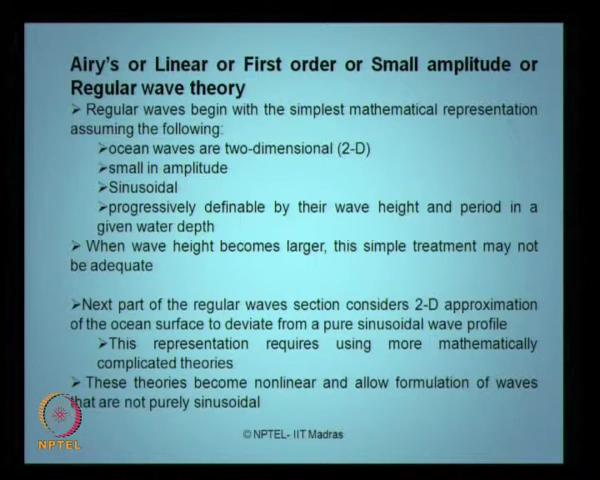 Airy's or Linear or First order or Small amplitude or
Regular wave theory
➢ Regular waves begin with the simplest mathematical representation
assuming the following:
➢ocean waves are two-dimensional (2-D)
➢small in amplitude
➢Sinusoidal
➢progressively definable by their wave height and period in a
given water depth
➢ When wave height becomes larger, this simple treatment may not
be adequate
➢Next part of the regular waves section considers 2-D approximation
of the ocean surface to deviate from a pure sinusoidal wave profile
➢This representation requires using more mathematically
complicated theories
➢ These theories become nonlinear and allow formulation of waves
that are not purely sinusoidal
NPTEL
© NPTEL- IIT Madras